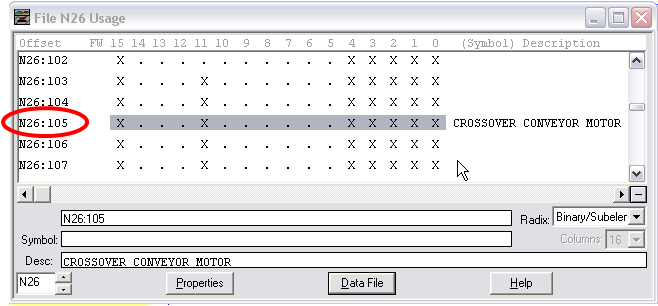 File N26 Usage
Offset FW 15 14 13 12 11 10 9 8 7 6 5 4 3 2 1 0 (Symbol) Description
N26:102 X . . . . . . . . . . X X X X X
N26:103 X . . . X . . . . . . X X X X X
N26:104 X . . . . . . . . . . X X X X X
N26:105 X . . . . . . . . . . X X X X X CROSSOVER CONVEYOR MOTOR
N26:106 X . . . X . . . . . . X X X X X
N26:107 X . . . X . . . . . . X X X X X
N26:105 Radix: Binary/Subeler
Symbol: Columns: 16
Desc: CROSSOVER CONVEYOR MOTOR
N26 Properties Data File Help